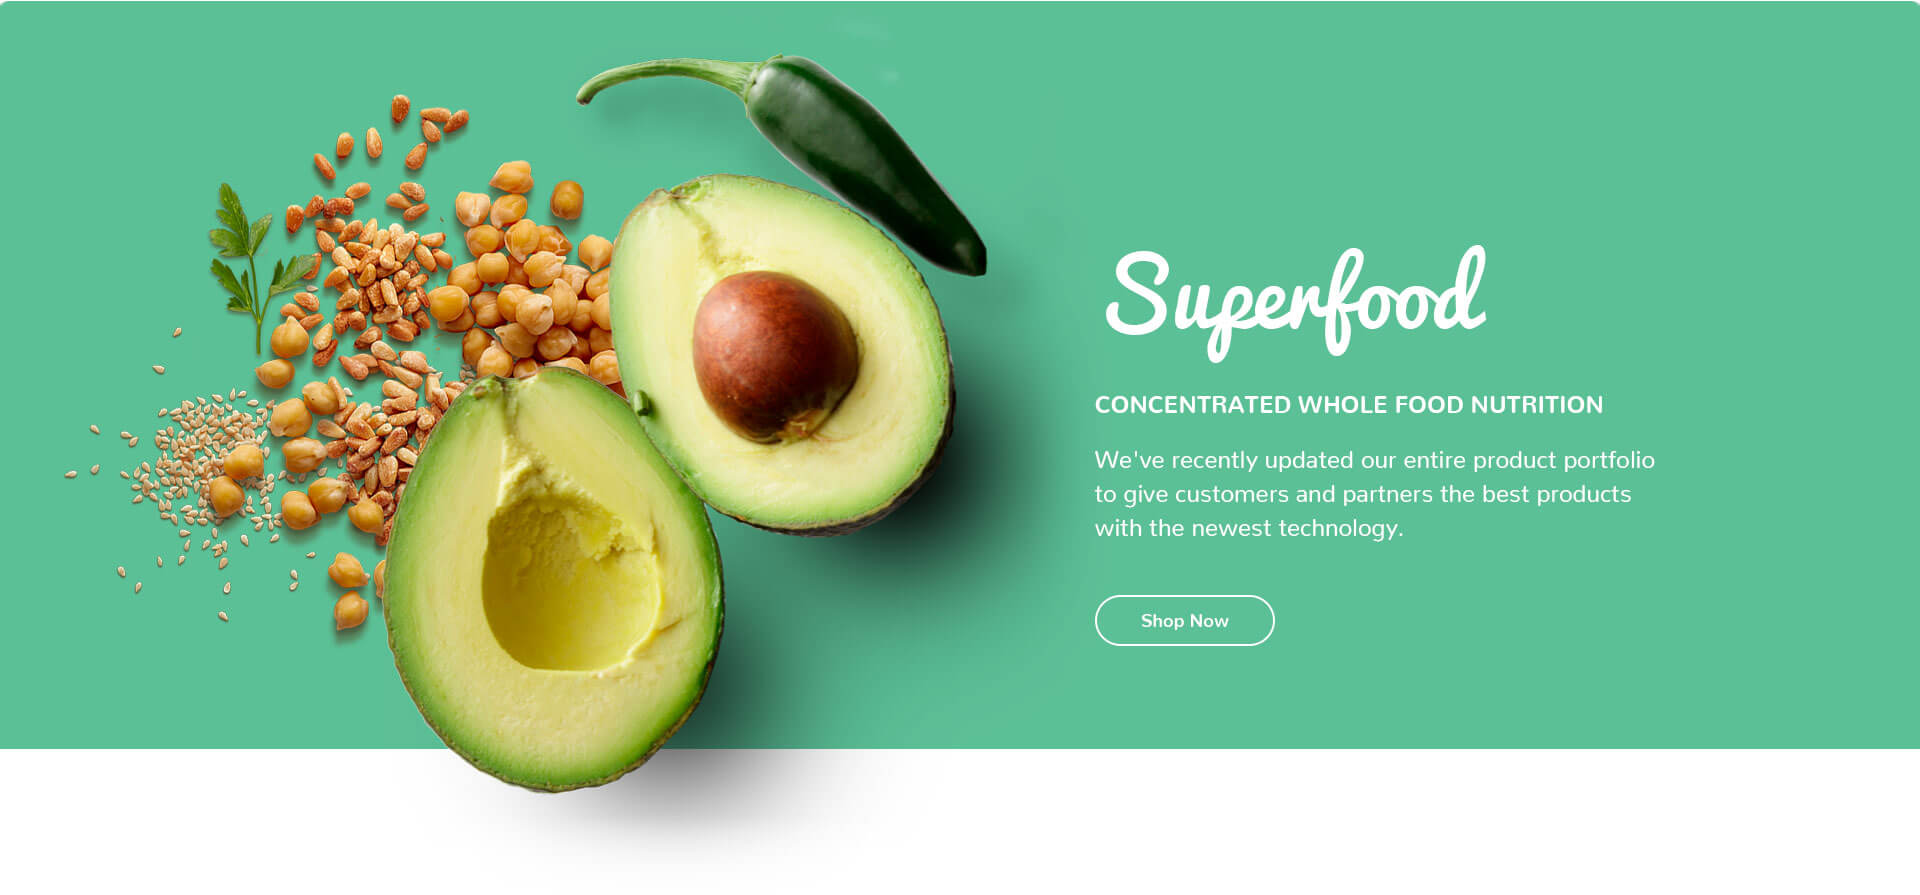 Superfood
CONCENTRATED WHOLE FOOD NUTRITION
We've recently updated our entire product portfolio
to give customers and partners the best products
with the newest technology.
Shop Now